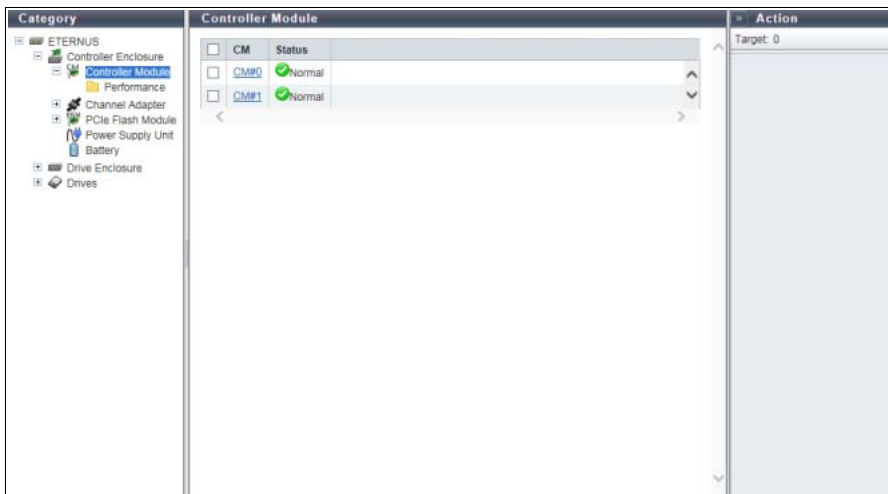 Category
ETERNUS
Controller Enclosure
Controller Module
Performance
Channel Adapter
PCIe Flash Module
Power Supply Unit
Battery
Drive Enclosure
Drives
Controller Module
CM Status
CM#0 Normal
CM#1 Normal
» Action
Target: 0